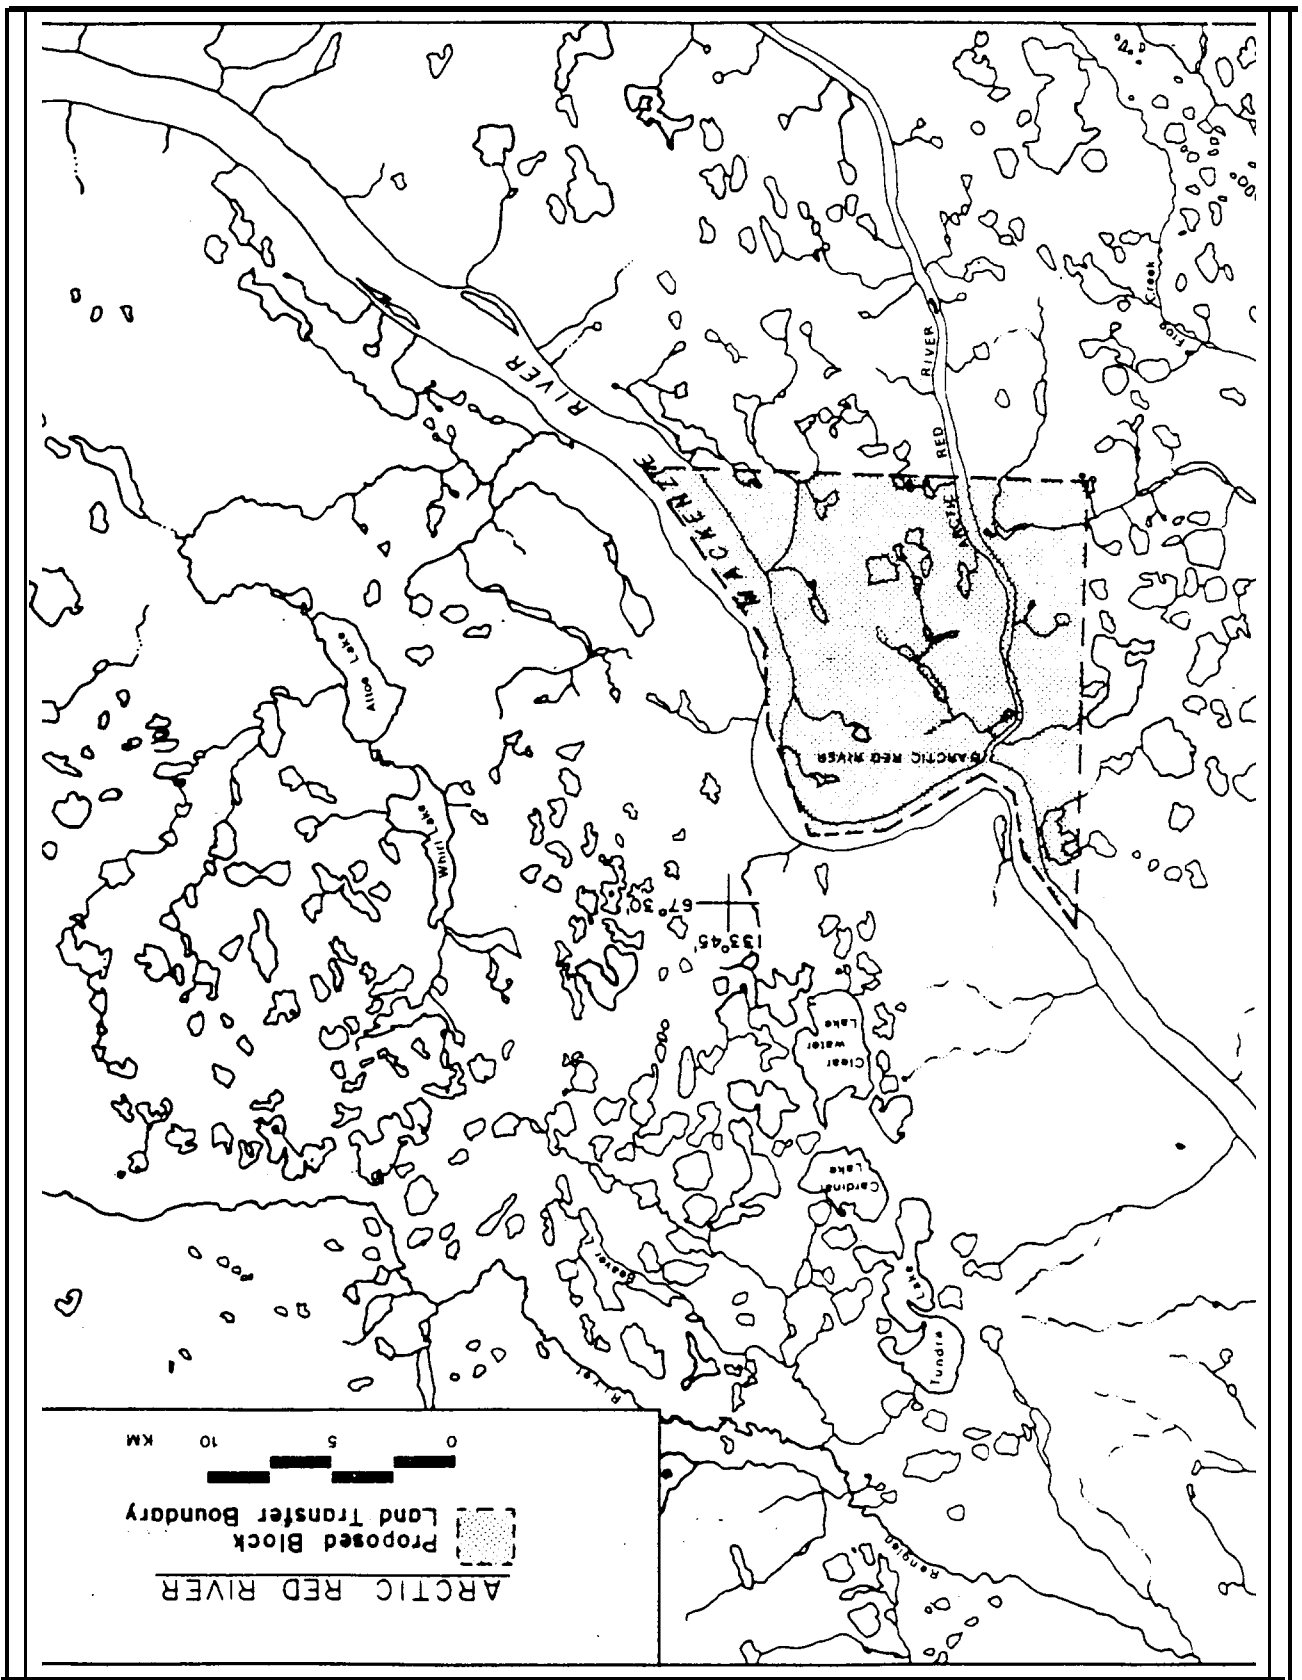 ARCTIC RED RIVER
Proposed Block
Land Transfer Boundary
0 5 10 KM
Rengleng
River
Tundra
Lake
Beaver L.
Cardinal
Lake
Clear
water
Lake
133°45'
67°30'
Whirl Lake
ARCTIC RED RIVER
Alice Lake
MACKENZIE RIVER
ARCTIC RED RIVER
Frog Creek